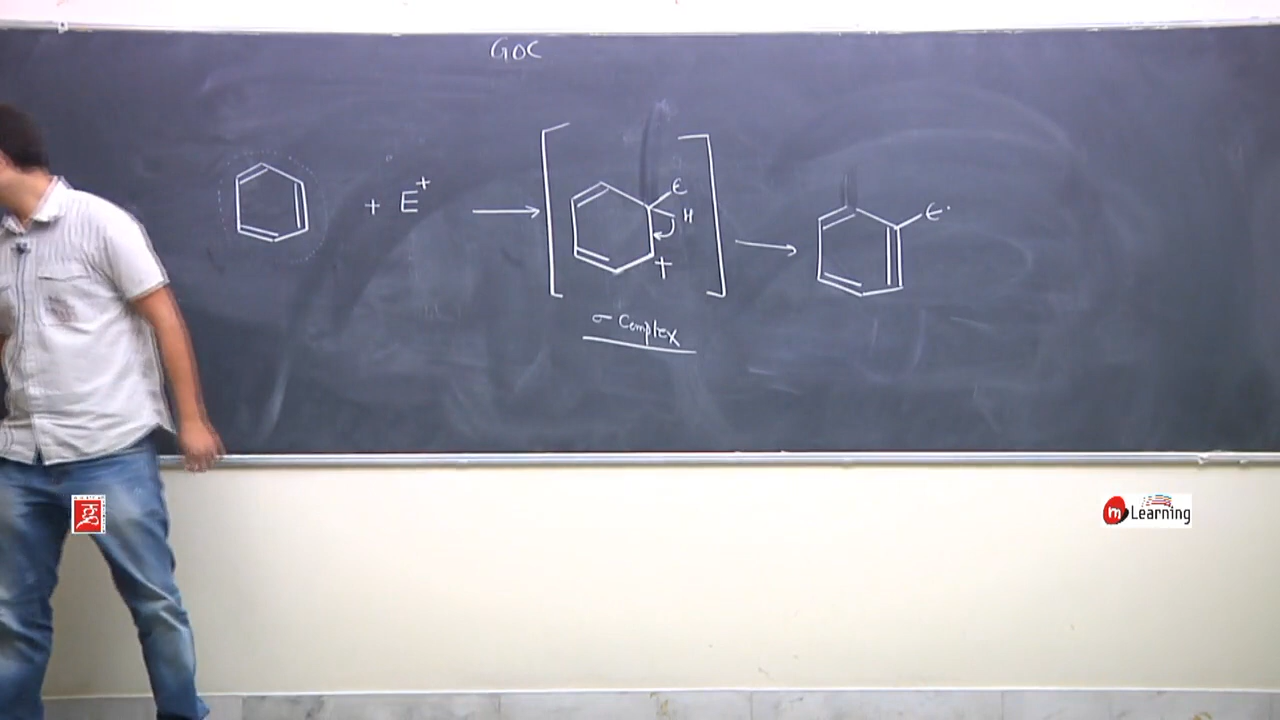 GOC
+ E+
E
H
+
σ Complex
E
m Learning